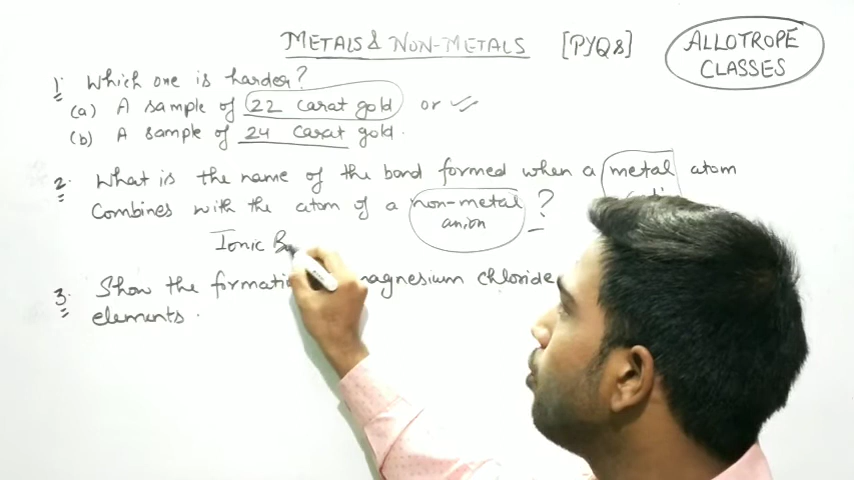 METALS & NON-METALS [PYQs]
ALLOTROPE
CLASSES
1. Which one is harder?
(a) A sample of 22 carat gold or
(b) A sample of 24 carat gold.
2. What is the name of the bond formed when a metal atom
Combines with the atom of a non-metal ?
anion
Ionic
3. Show the magnesium chloride
elements.